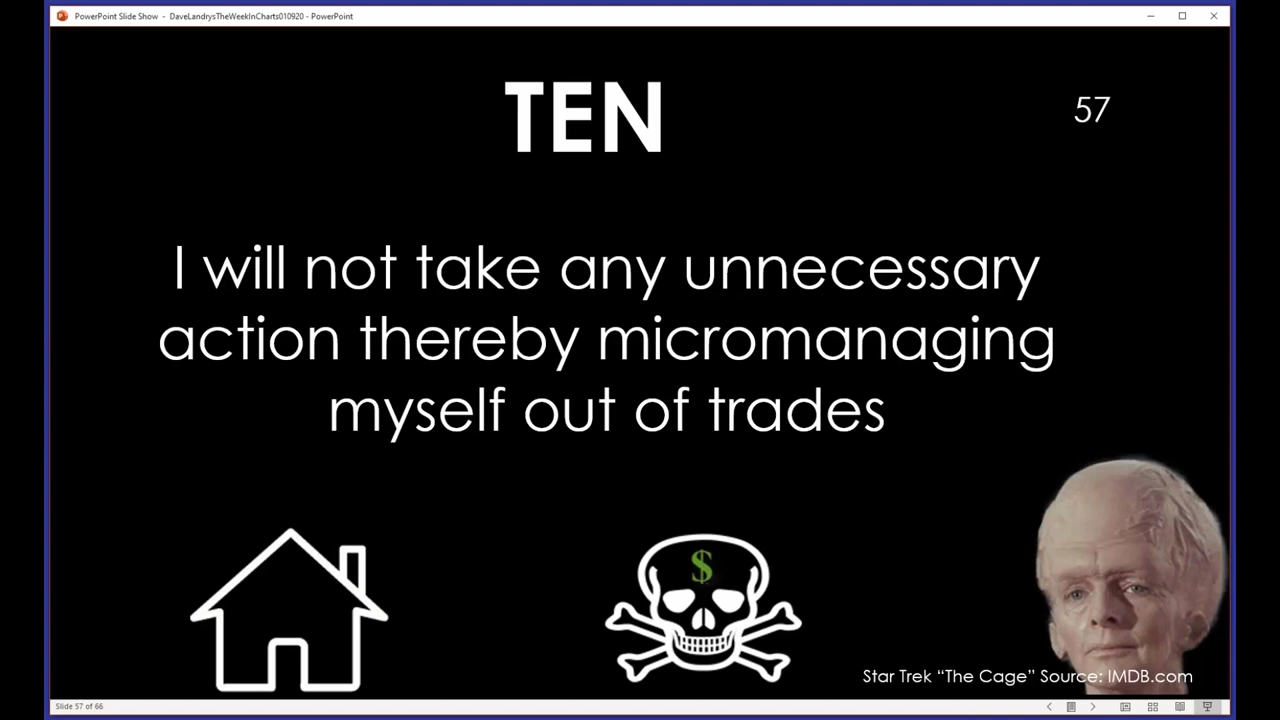 PowerPoint Slide Show - DaveLandrysTheWeekInCharts010920 - PowerPoint
TEN
57
I will not take any unnecessary
action thereby micromanaging
myself out of trades
$
Star Trek “The Cage” Source: IMDB.com
Slide 57 of 66